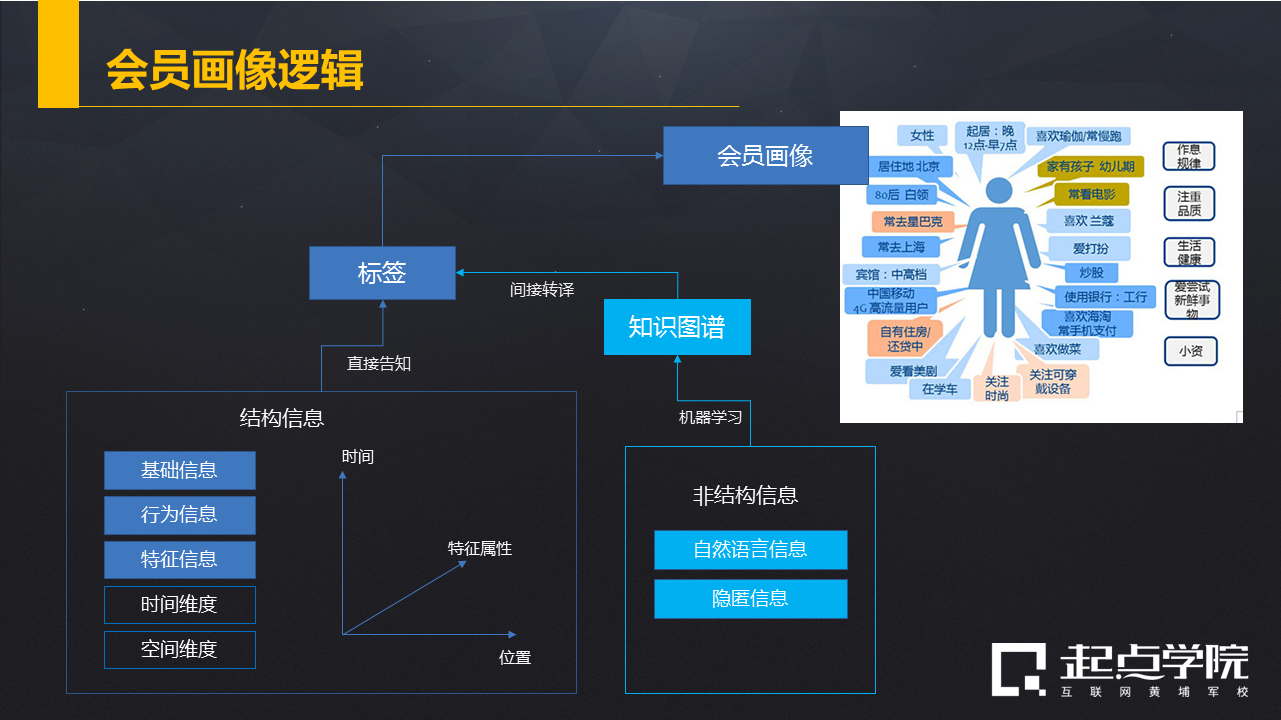 会员画像逻辑
会员画像
标签
间接转译
知识图谱
直接告知
机器学习
结构信息
基础信息
行为信息
特征信息
时间维度
空间维度
时间
特征属性
位置
非结构信息
自然语言信息
隐匿信息
女性
起居：晚
12点-早7点
喜欢瑜伽/常慢跑
居住地 北京
家有孩子 幼儿期
80后 白领
常看电影
常去星巴克
喜欢 兰蔻
常去上海
爱打扮
宾馆：中高档
炒股
中国移动
4G 高流量用户
使用银行：工行
喜欢海淘
常手机支付
自有住房/
还贷中
喜欢做菜
爱看美剧
在学车
关注
时尚
关注可穿
戴设备
作息
规律
注重
品质
生活
健康
爱尝试
新鲜事
物
小资
起点学院
互联网黄埔军校